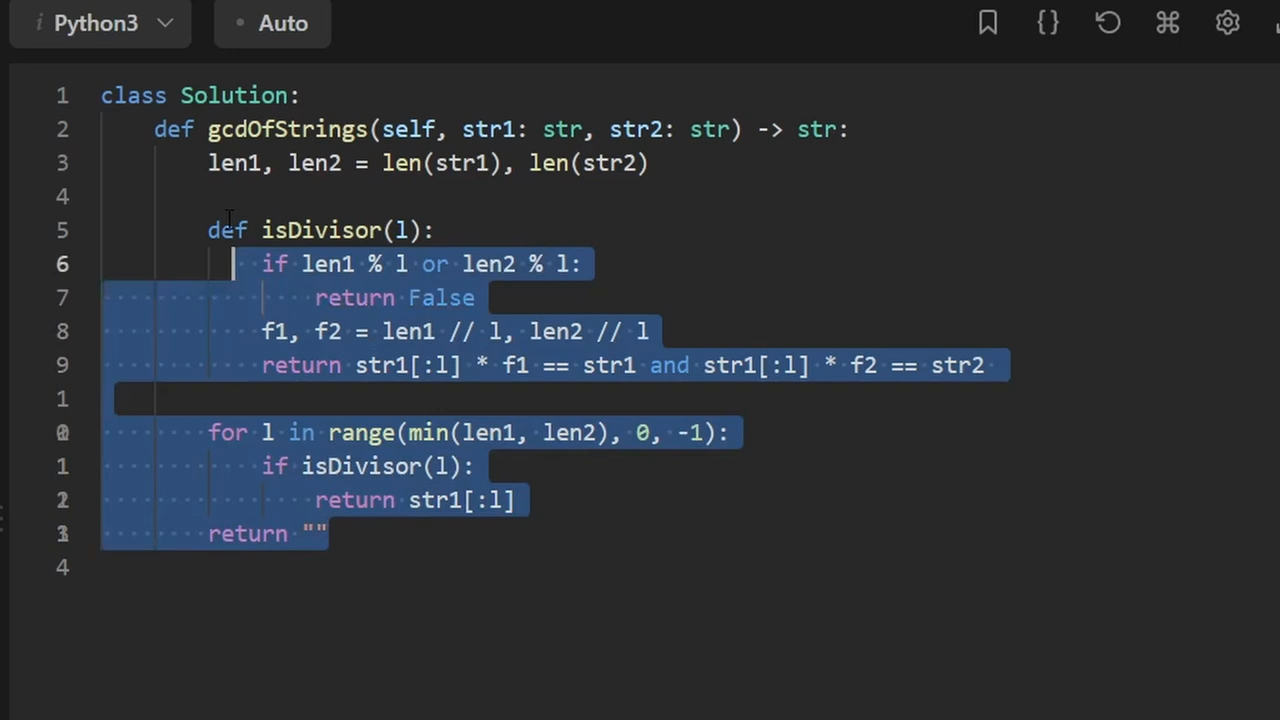 Python3 Auto
1 class Solution:
2 def gcdOfStrings(self, str1: str, str2: str) -> str:
3 len1, len2 = len(str1), len(str2)
4
5 def isDivisor(l):
6 if len1 % l or len2 % l:
7 return False
8 f1, f2 = len1 // l, len2 // l
9 return str1[:l] * f1 == str1 and str1[:l] * f2 == str2
1
for l in range(min(len1, len2), 0, -1):
1 if isDivisor(l):
return str1[:l]
return ""
4